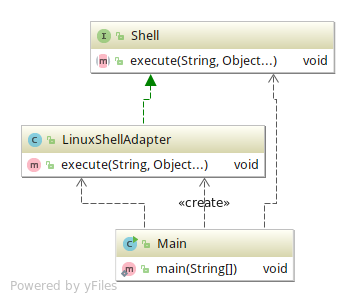 I Shell
m execute(String, Object...) void
C LinuxShellAdapter
m execute(String, Object...) void
«create»
C Main
m main(String[]) void
Powered by yFiles